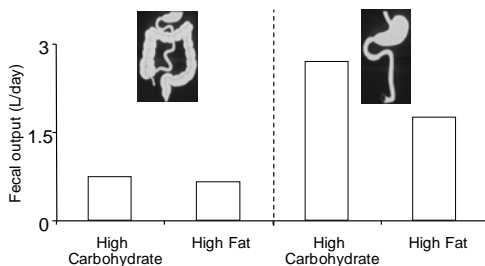 Fecal output (L/day)
3
1.5
0
High
Carbohydrate
High Fat
High
Carbohydrate
High Fat